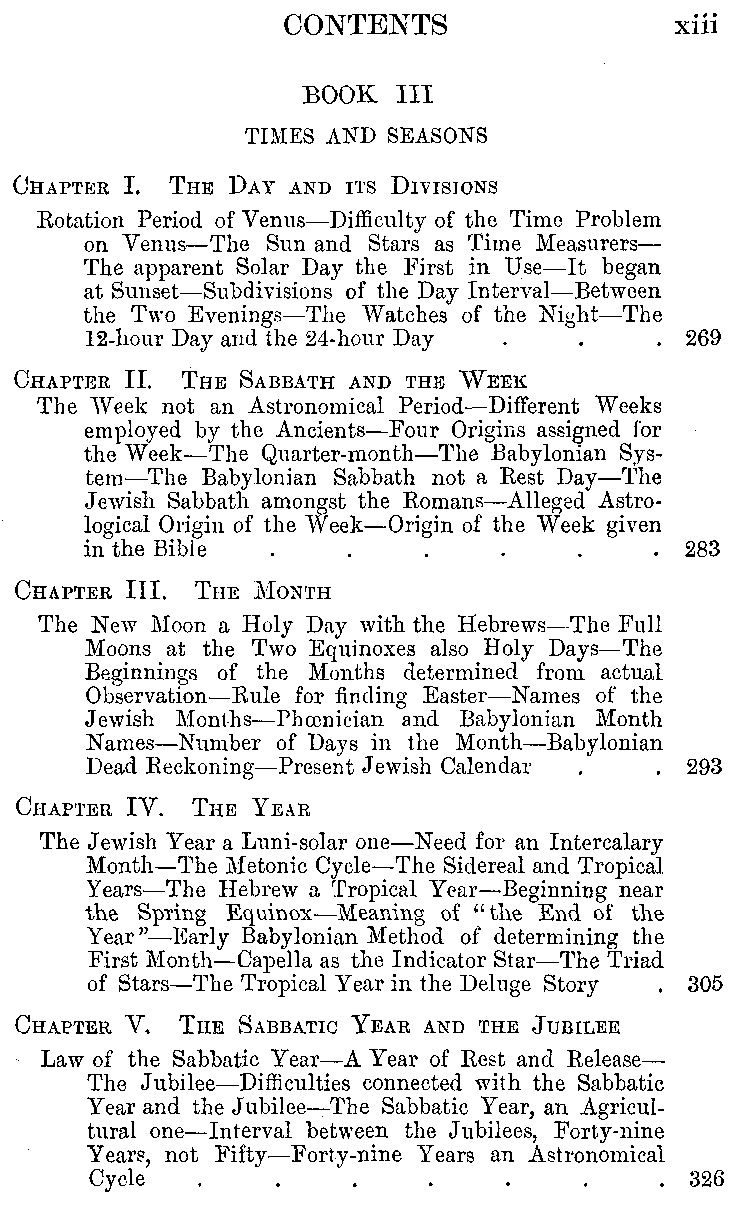 CONTENTS xiii
BOOK III
TIMES AND SEASONS
CHAPTER I. THE DAY AND ITS DIVISIONS
Rotation Period of Venus—Difficulty of the Time Problem
on Venus—The Sun and Stars as Time Measurers—
The apparent Solar Day the First in Use—It began
at Sunset—Subdivisions of the Day Interval—Between
the Two Evenings—The Watches of the Night—The
12-hour Day and the 24-hour Day . . . 269
CHAPTER II. THE SABBATH AND THE WEEK
The Week not an Astronomical Period—Different Weeks
employed by the Ancients—Four Origins assigned for
the Week—The Quarter-month—The Babylonian Sys-
tem—The Babylonian Sabbath not a Rest Day—The
Jewish Sabbath amongst the Romans—Alleged Astro-
logical Origin of the Week—Origin of the Week given
in the Bible . . . . . . 283
CHAPTER III. THE MONTH
The New Moon a Holy Day with the Hebrews—The Full
Moons at the Two Equinoxes also Holy Days—The
Beginnings of the Months determined from actual
Observation—Rule for finding Easter—Names of the
Jewish Months—Phœnician and Babylonian Month
Names—Number of Days in the Month—Babylonian
Dead Reckoning—Present Jewish Calendar . . 293
CHAPTER IV. THE YEAR
The Jewish Year a Luni-solar one—Need for an Intercalary
Month—The Metonic Cycle—The Sidereal and Tropical
Years—The Hebrew a Tropical Year—Beginning near
the Spring Equinox—Meaning of "the End of the
Year"—Early Babylonian Method of determining the
First Month—Capella as the Indicator Star—The Triad
of Stars—The Tropical Year in the Deluge Story . 305
CHAPTER V. THE SABBATIC YEAR AND THE JUBILEE
Law of the Sabbatic Year—A Year of Rest and Release—
The Jubilee—Difficulties connected with the Sabbatic
Year and the Jubilee—The Sabbatic Year, an Agricul-
tural one—Interval between the Jubilees, Forty-nine
Years, not Fifty—Forty-nine Years an Astronomical
Cycle . . . . . . . 326